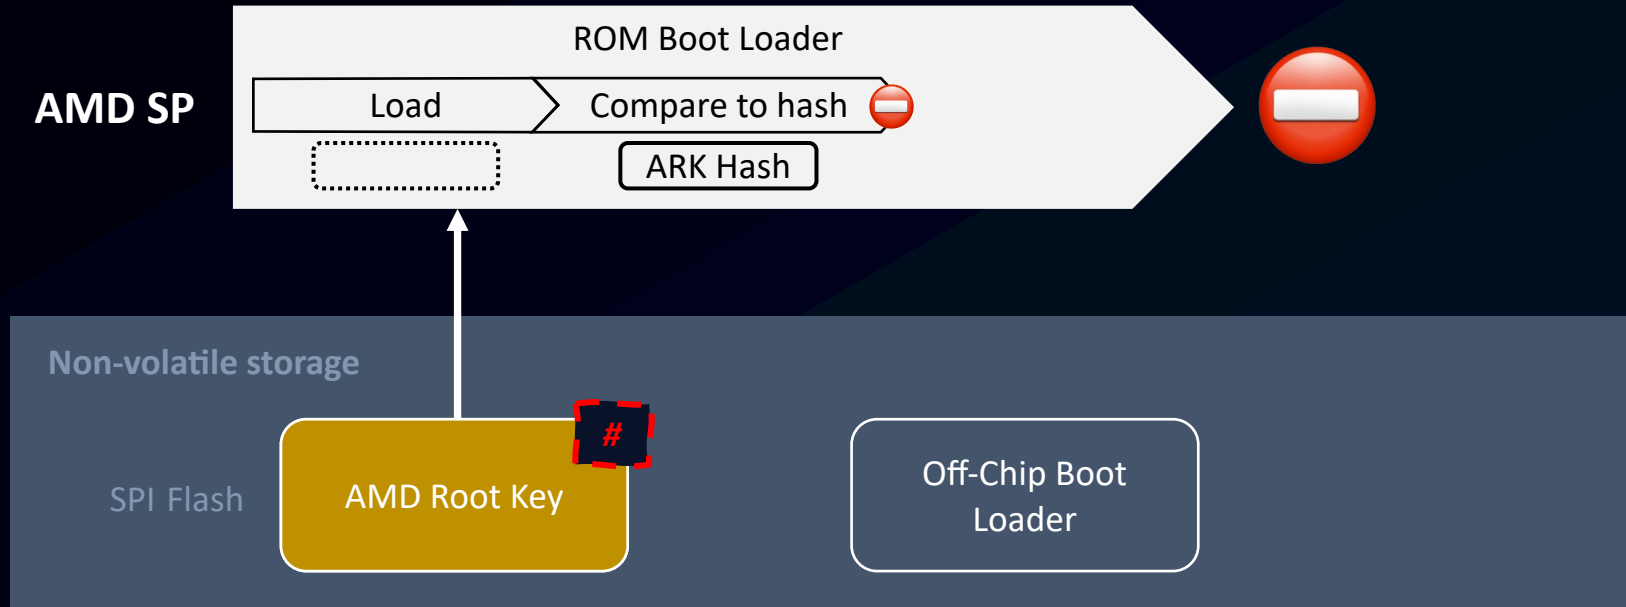 ROM Boot Loader
AMD SP
Load
Compare to hash
ARK Hash
Non-volatile storage
#
SPI Flash
AMD Root Key
Off-Chip Boot
Loader